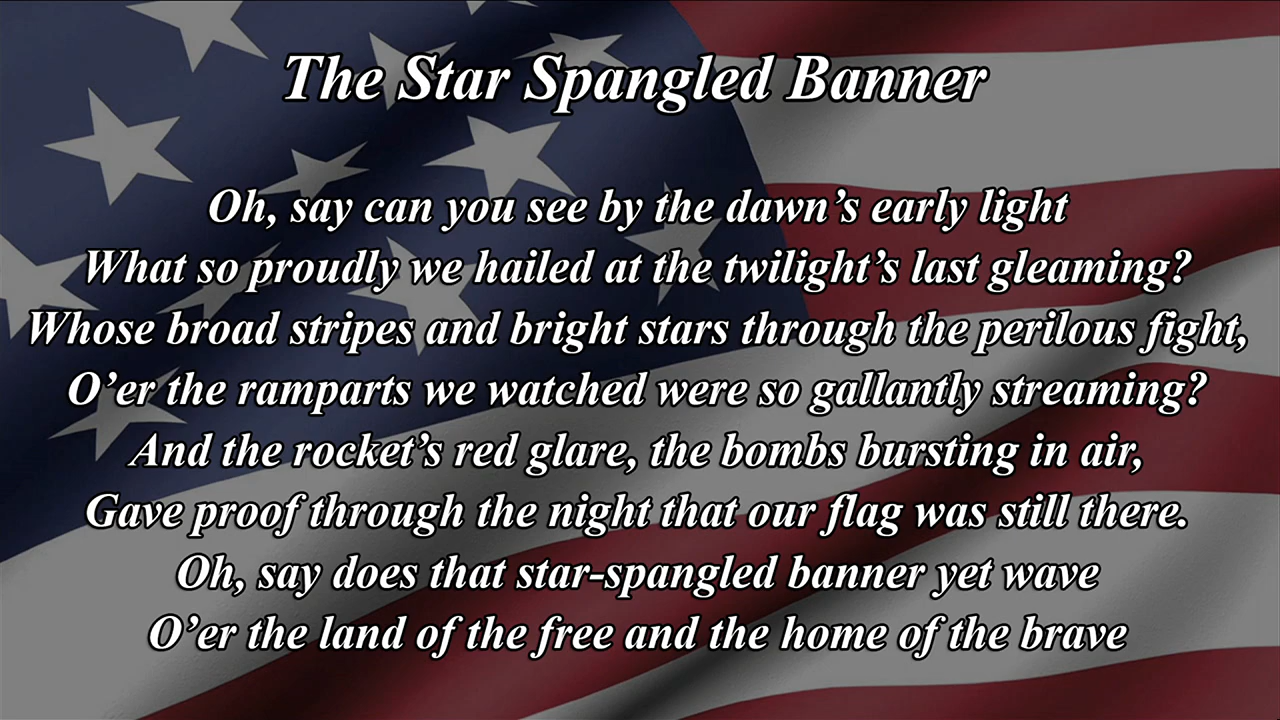 The Star Spangled Banner
Oh, say can you see by the dawn’s early light
What so proudly we hailed at the twilight’s last gleaming?
Whose broad stripes and bright stars through the perilous fight,
O’er the ramparts we watched were so gallantly streaming?
And the rocket’s red glare, the bombs bursting in air,
Gave proof through the night that our flag was still there.
Oh, say does that star-spangled banner yet wave
O’er the land of the free and the home of the brave